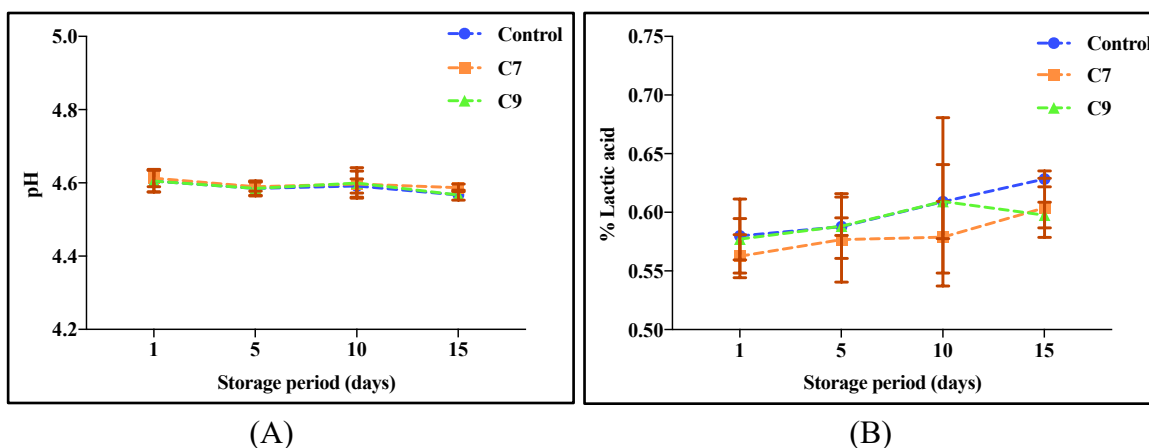 5.0
4.8
4.6
4.4
4.2
pH
Control
C7
C9
1 5 10 15
Storage period (days)
(A)
0.75
0.70
0.65
0.60
0.55
0.50
% Lactic acid
Control
C7
C9
1 5 10 15
Storage period (days)
(B)